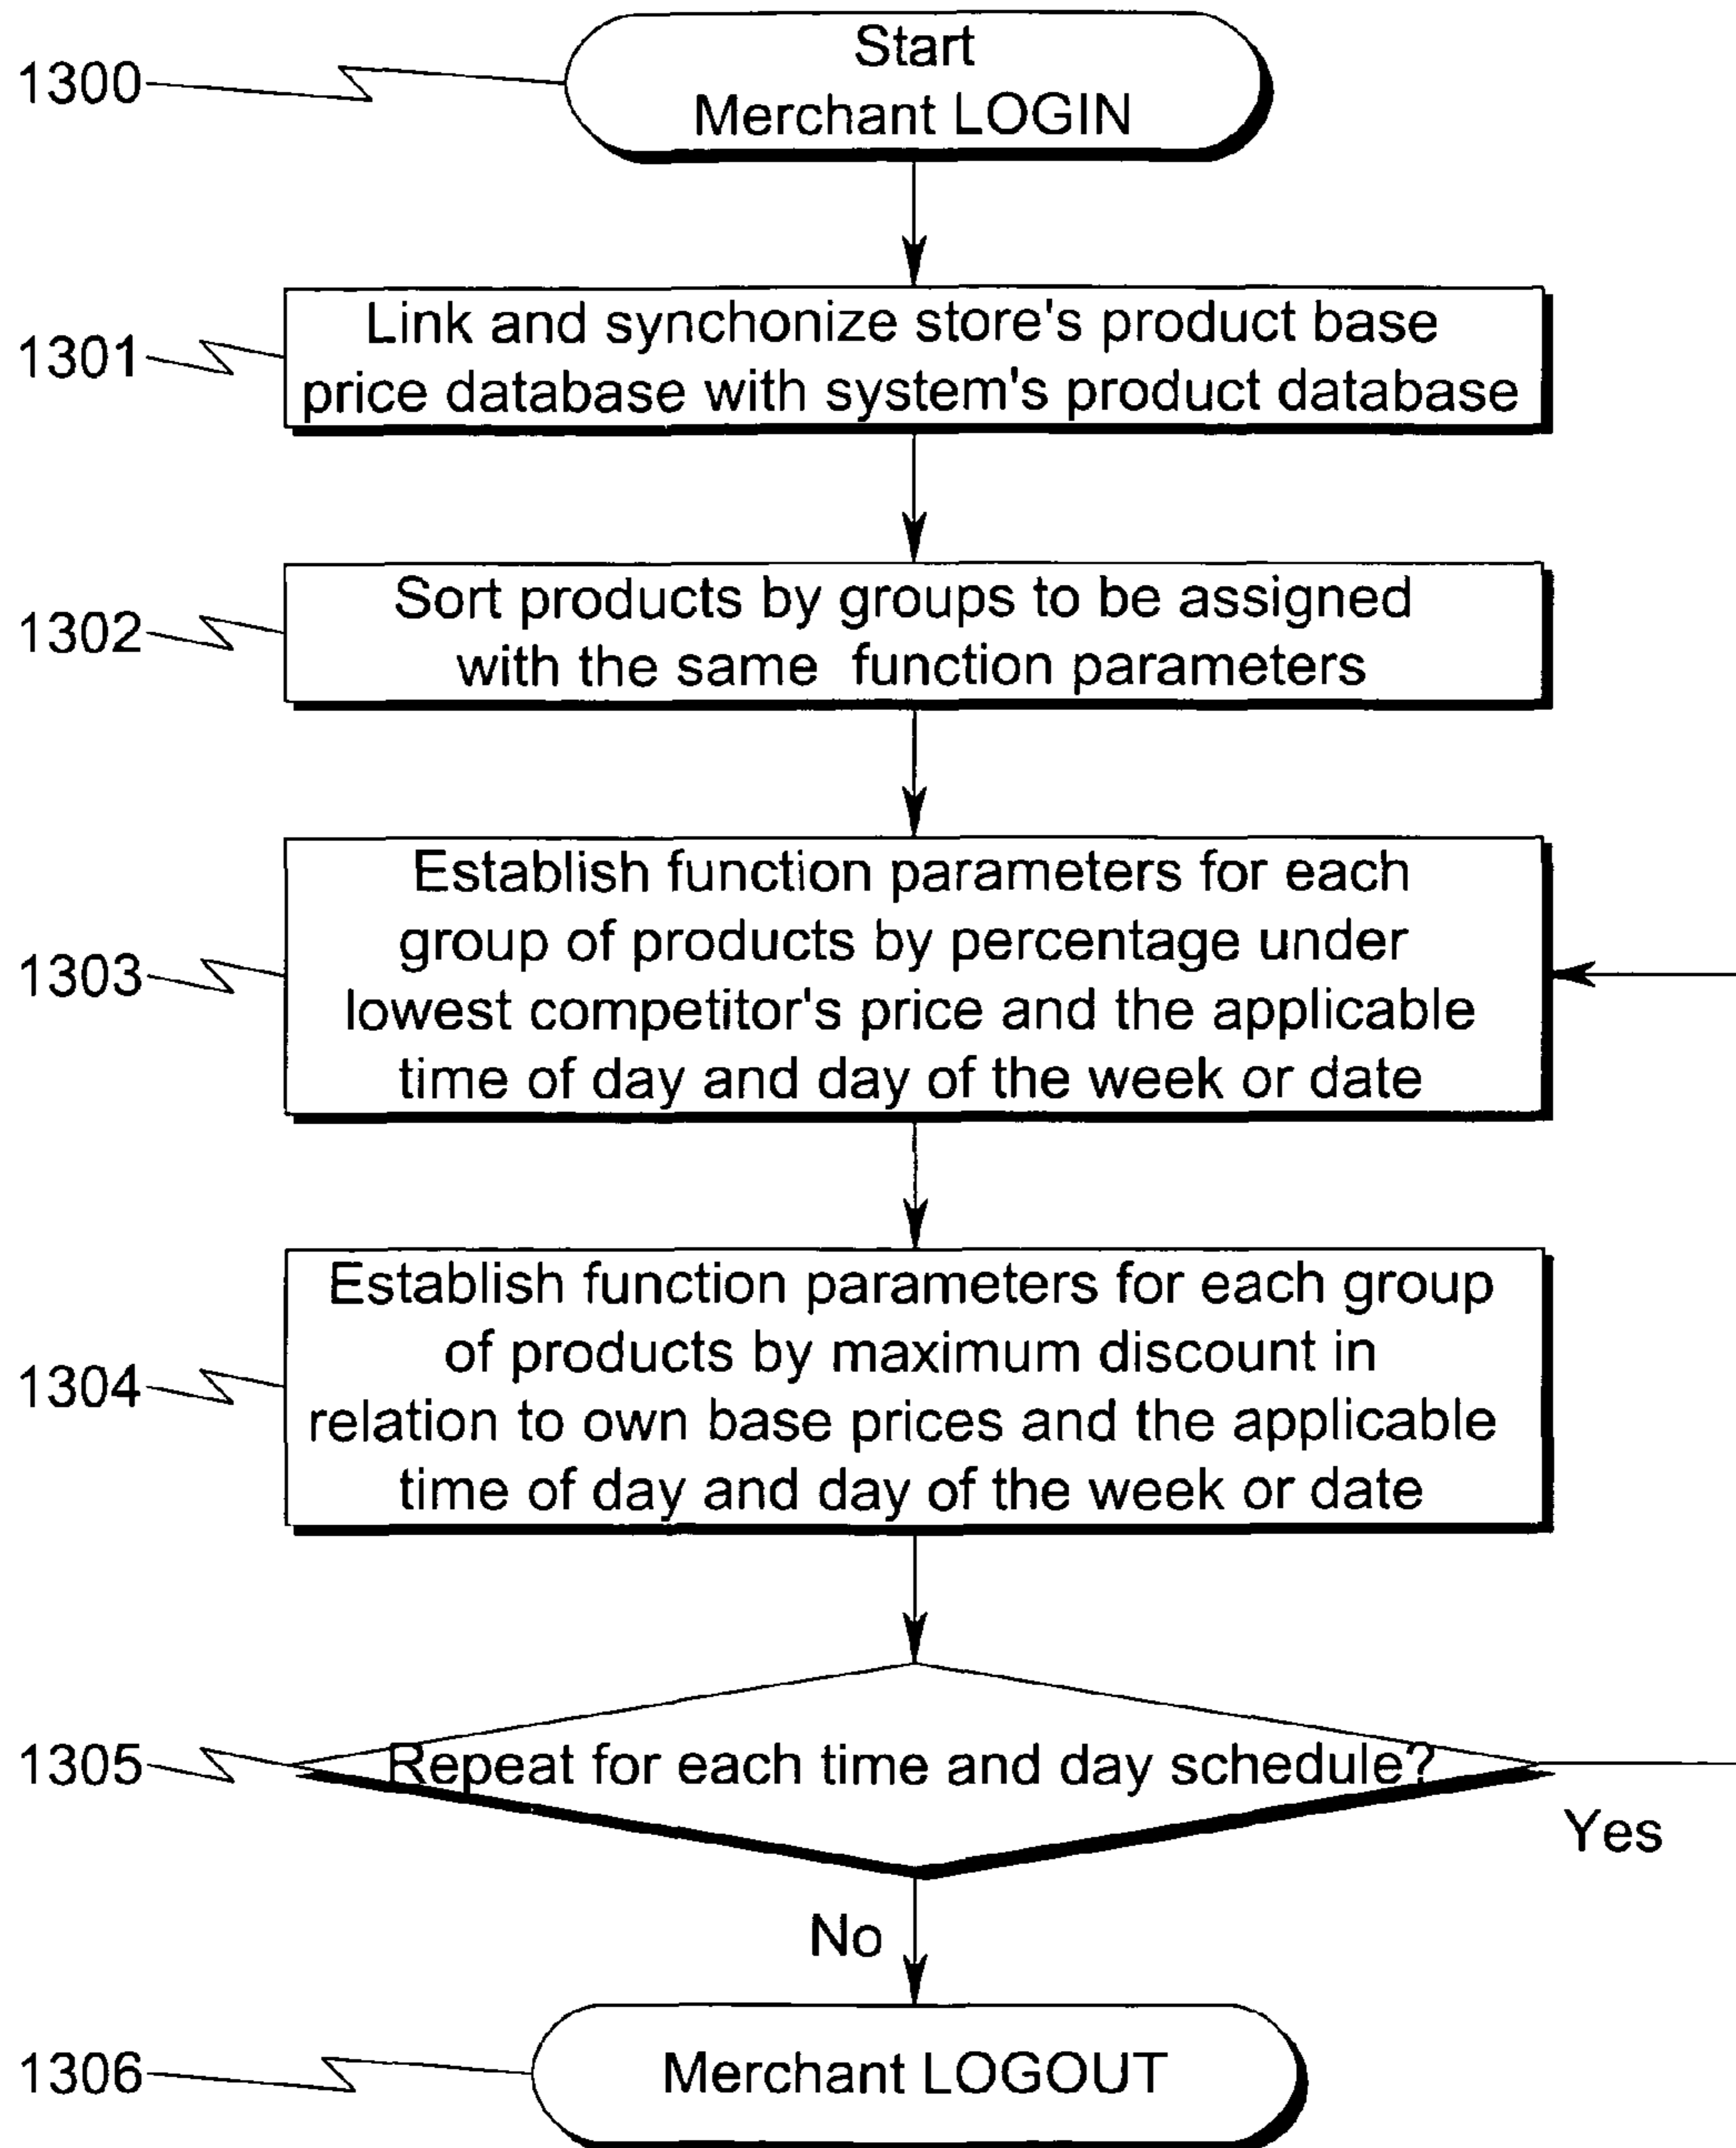 1300
Start
Merchant LOGIN
1301
Link and synchonize store's product base
price database with system's product database
1302
Sort products by groups to be assigned
with the same function parameters
1303
Establish function parameters for each
group of products by percentage under
lowest competitor's price and the applicable
time of day and day of the week or date
1304
Establish function parameters for each group
of products by maximum discount in
relation to own base prices and the applicable
time of day and day of the week or date
1305
Repeat for each time and day schedule?
Yes
No
1306
Merchant LOGOUT